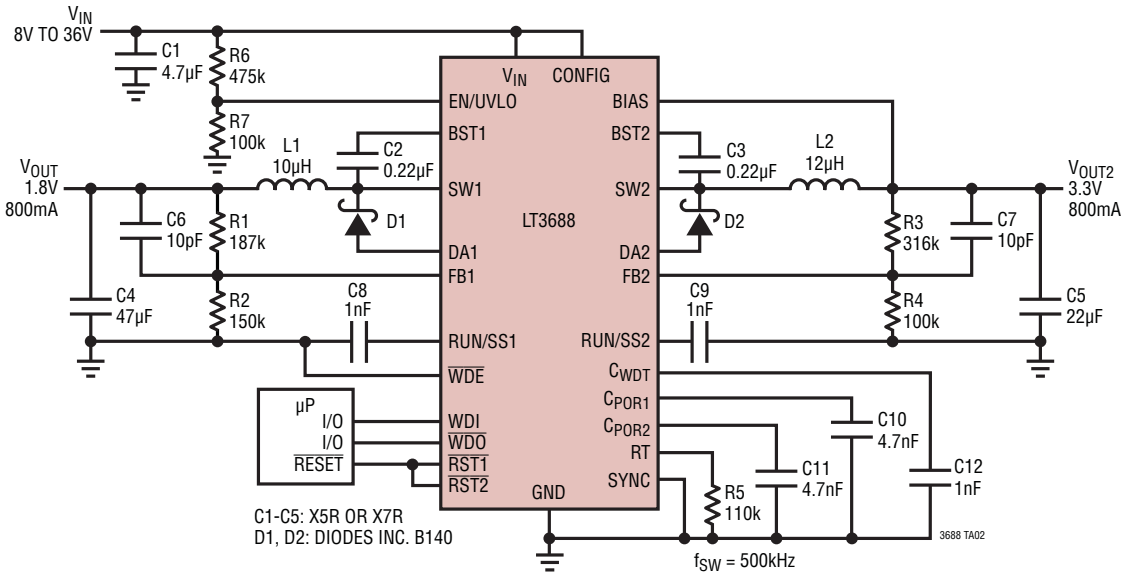 VIN
8V TO 36V
C1
4.7µF
R6
475k
R7
100k
VIN
CONFIG
EN/UVLO
BIAS
BST1
BST2
L1
10µH
C2
0.22µF
C3
0.22µF
L2
12µH
VOUT
1.8V
800mA
SW1
SW2
VOUT2
3.3V
800mA
LT3688
C6
10pF
R1
187k
D1
D2
R3
316k
C7
10pF
DA1
DA2
FB1
FB2
C4
47µF
R2
150k
C8
1nF
C9
1nF
R4
100k
C5
22µF
RUN/SS1
RUN/SS2
WDE
CWDT
µP
I/O
I/O
RESET
WDI
WDO
RST1
RST2
CPOR1
CPOR2
RT
SYNC
GND
C10
4.7nF
C11
4.7nF
C12
1nF
R5
110k
C1-C5: X5R OR X7R
D1, D2: DIODES INC. B140
3688 TA02
fSW = 500kHz